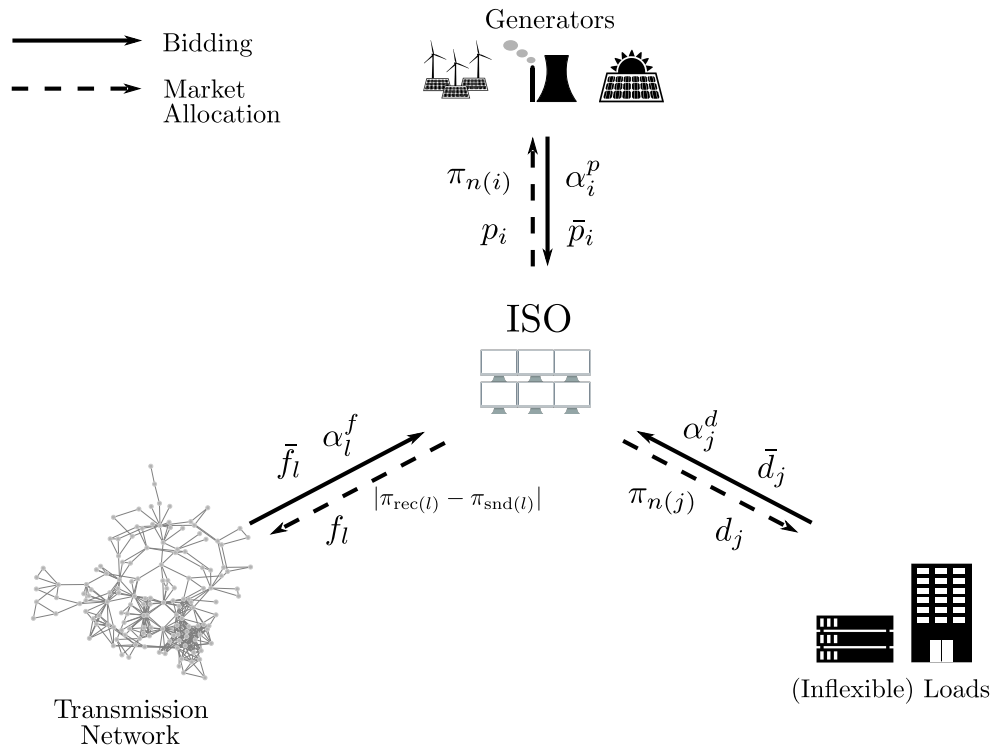 Generators
Bidding
Market
Allocation
π_{n(i)} α_i^p
p_i p̄_i
ISO
α_l^f
f̄_l
|π_{rec(l)} − π_{snd(l)}|
f_l
α_j^d
d̄_j
π_{n(j)}
d_j
(Inflexible) Loads
Transmission
Network